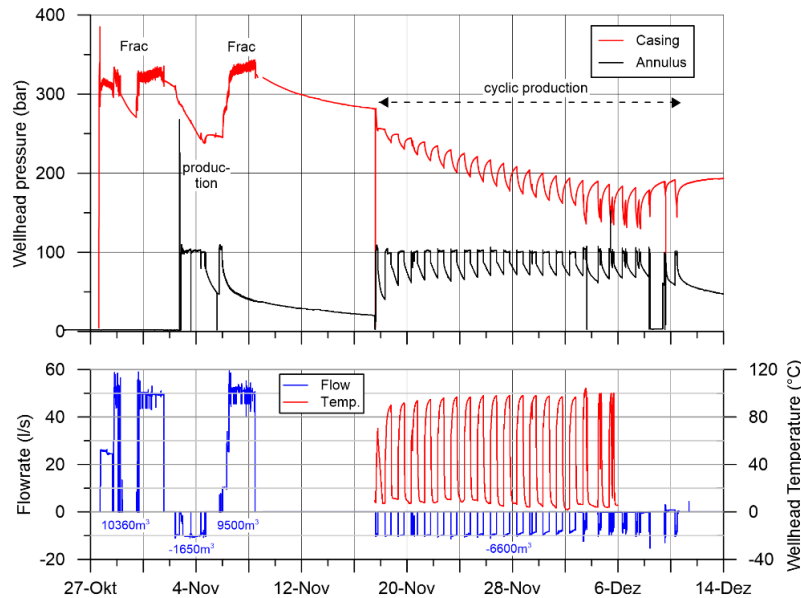 400
Frac
Frac
Casing
Annulus
cyclic production
300
200
produc-
tion
100
0
Wellhead pressure (bar)
60
40
20
0
-20
Flowrate (l/s)
Flow
Temp.
120
80
40
0
-40
Wellhead Temperature (°C)
10360m³
-1650m³
9500m³
-6600m³
27-Okt
4-Nov
12-Nov
20-Nov
28-Nov
6-Dez
14-Dez